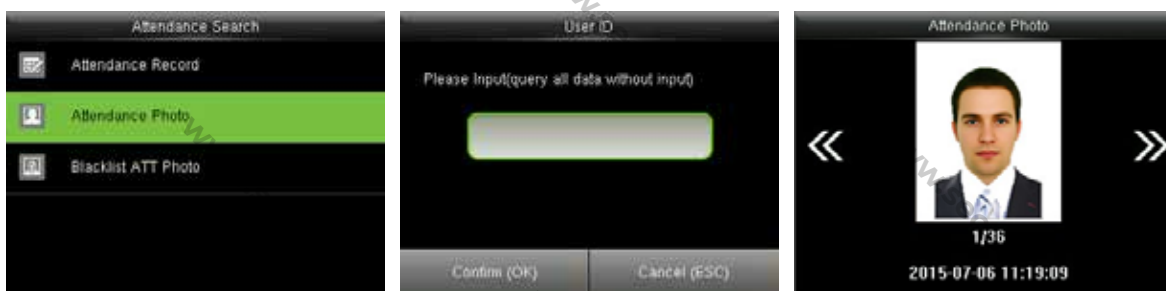 Attendance Search
Attendance Record
Attendance Photo
Blacklist ATT Photo
User ID
Please Input(query all data without input)
Confirm (OK)
Cancel (ESC)
Attendance Photo
1/36
2015-07-06 11:19:09